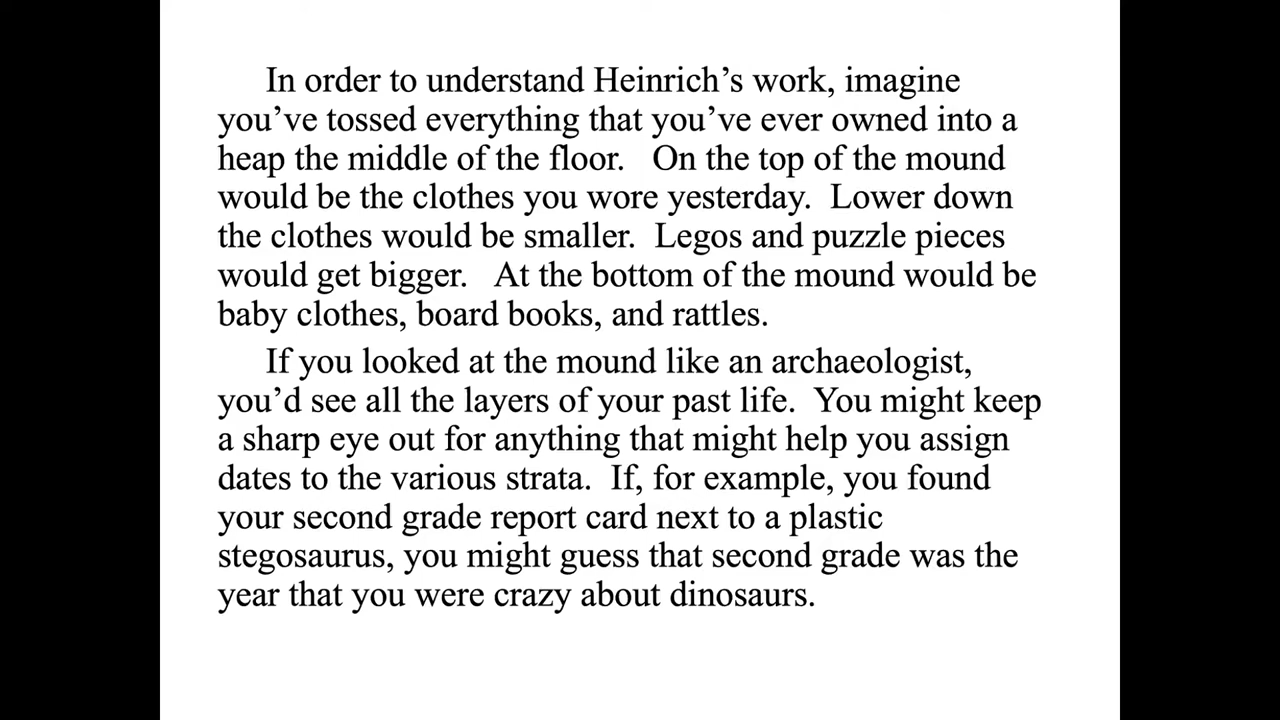 In order to understand Heinrich’s work, imagine
you’ve tossed everything that you’ve ever owned into a
heap the middle of the floor.   On the top of the mound
would be the clothes you wore yesterday.  Lower down
the clothes would be smaller.  Legos and puzzle pieces
would get bigger.   At the bottom of the mound would be
baby clothes, board books, and rattles.
If you looked at the mound like an archaeologist,
you’d see all the layers of your past life.  You might keep
a sharp eye out for anything that might help you assign
dates to the various strata.  If, for example, you found
your second grade report card next to a plastic
stegosaurus, you might guess that second grade was the
year that you were crazy about dinosaurs.